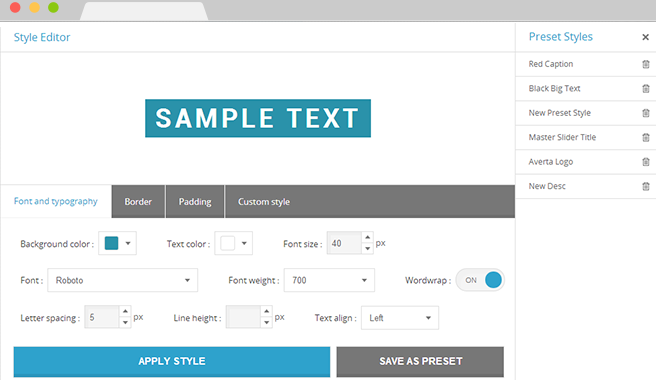 Style Editor
Preset Styles
Red Caption
Black Big Text
New Preset Style
Master Slider Title
Averta Logo
New Desc
SAMPLE TEXT
Font and typography Border Padding Custom style
Background color : Text color : Font size : 40 px
Font : Roboto Font weight : 700 Wordwrap : ON
Letter spacing : 5 px Line height : px Text align : Left
APPLY STYLE SAVE AS PRESET